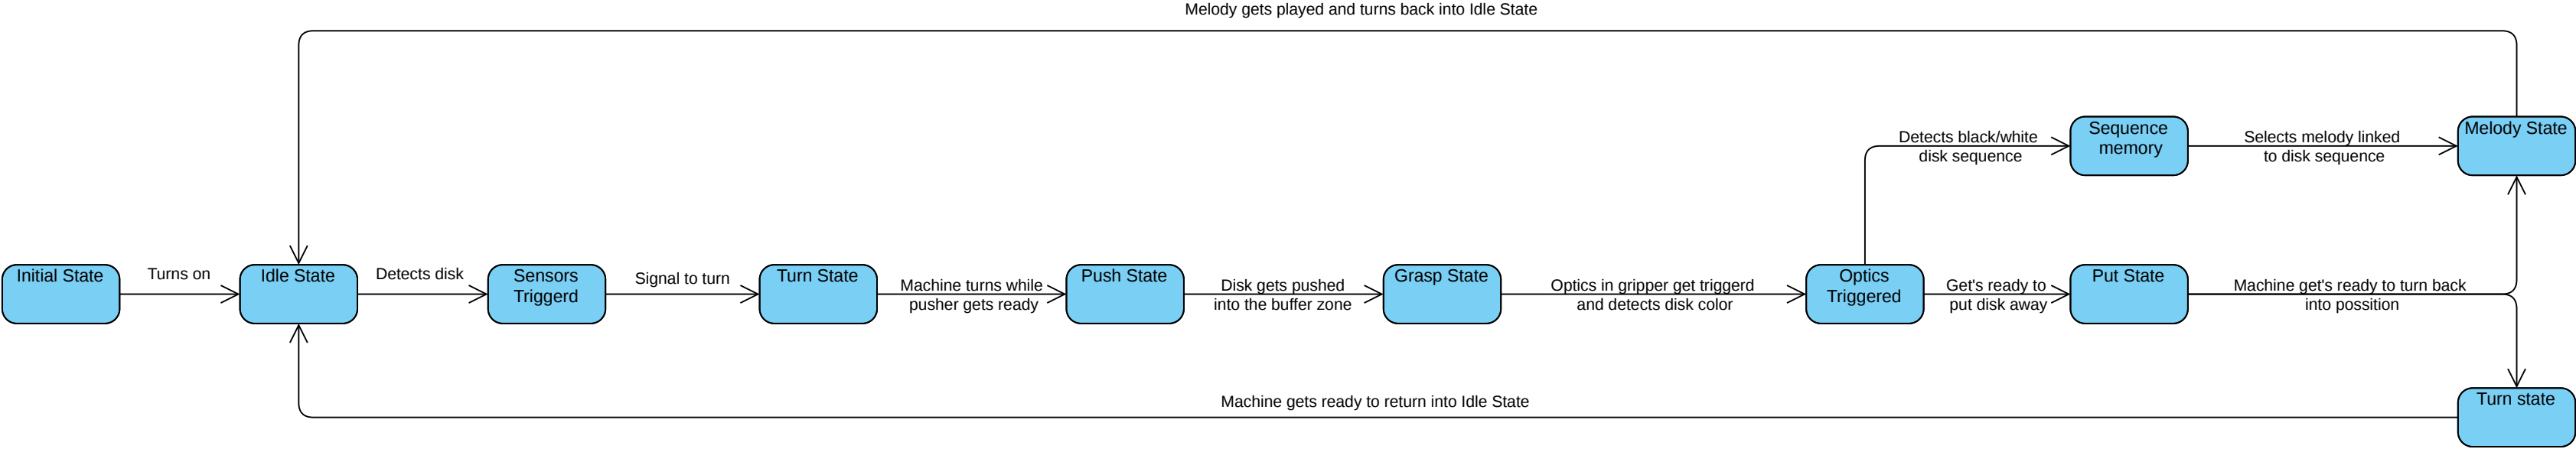 Melody gets played and turns back into Idle State
Detects black/white
disk sequence
Sequence
memory
Selects melody linked
to disk sequence
Melody State
Initial State
Turns on
Idle State
Detects disk
Sensors
Triggerd
Signal to turn
Turn State
Machine turns while
pusher gets ready
Push State
Disk gets pushed
into the buffer zone
Grasp State
Optics in gripper get triggerd
and detects disk color
Optics
Triggered
Get's ready to
put disk away
Put State
Machine get's ready to turn back
into possition
Machine gets ready to return into Idle State
Turn state